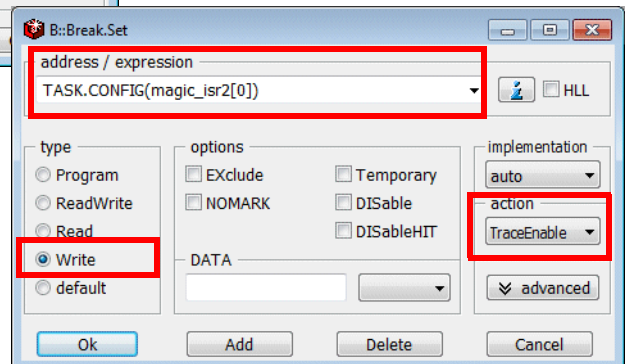 B::Break.Set
address / expression
TASK.CONFIG(magic_isr2[0])
i HLL
type
Program
ReadWrite
Read
Write
default
options
EXclude Temporary
NOMARK DISable
DISableHIT
DATA
implementation
auto
action
TraceEnable
advanced
Ok Add Delete Cancel